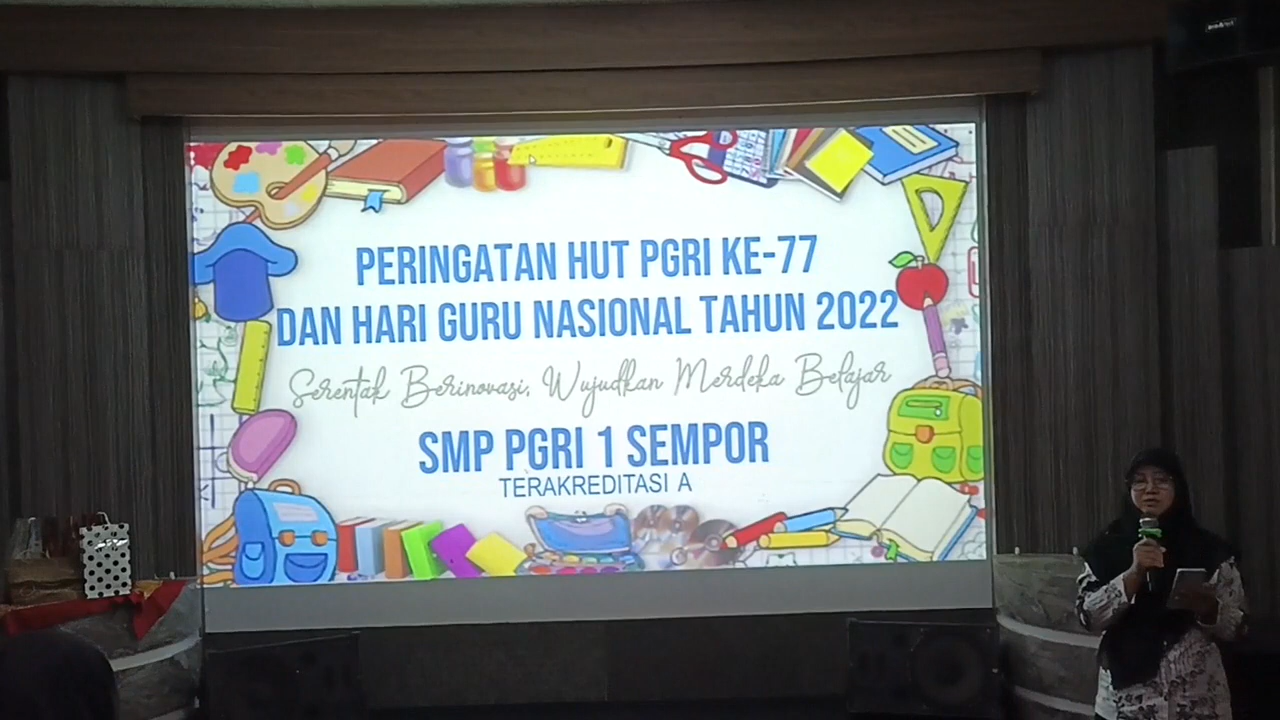 PERINGATAN HUT PGRI KE-77
DAN HARI GURU NASIONAL TAHUN 2022
Serentak Berinovasi, Wujudkan Merdeka Belajar
SMP PGRI 1 SEMPOR
TERAKREDITASI A